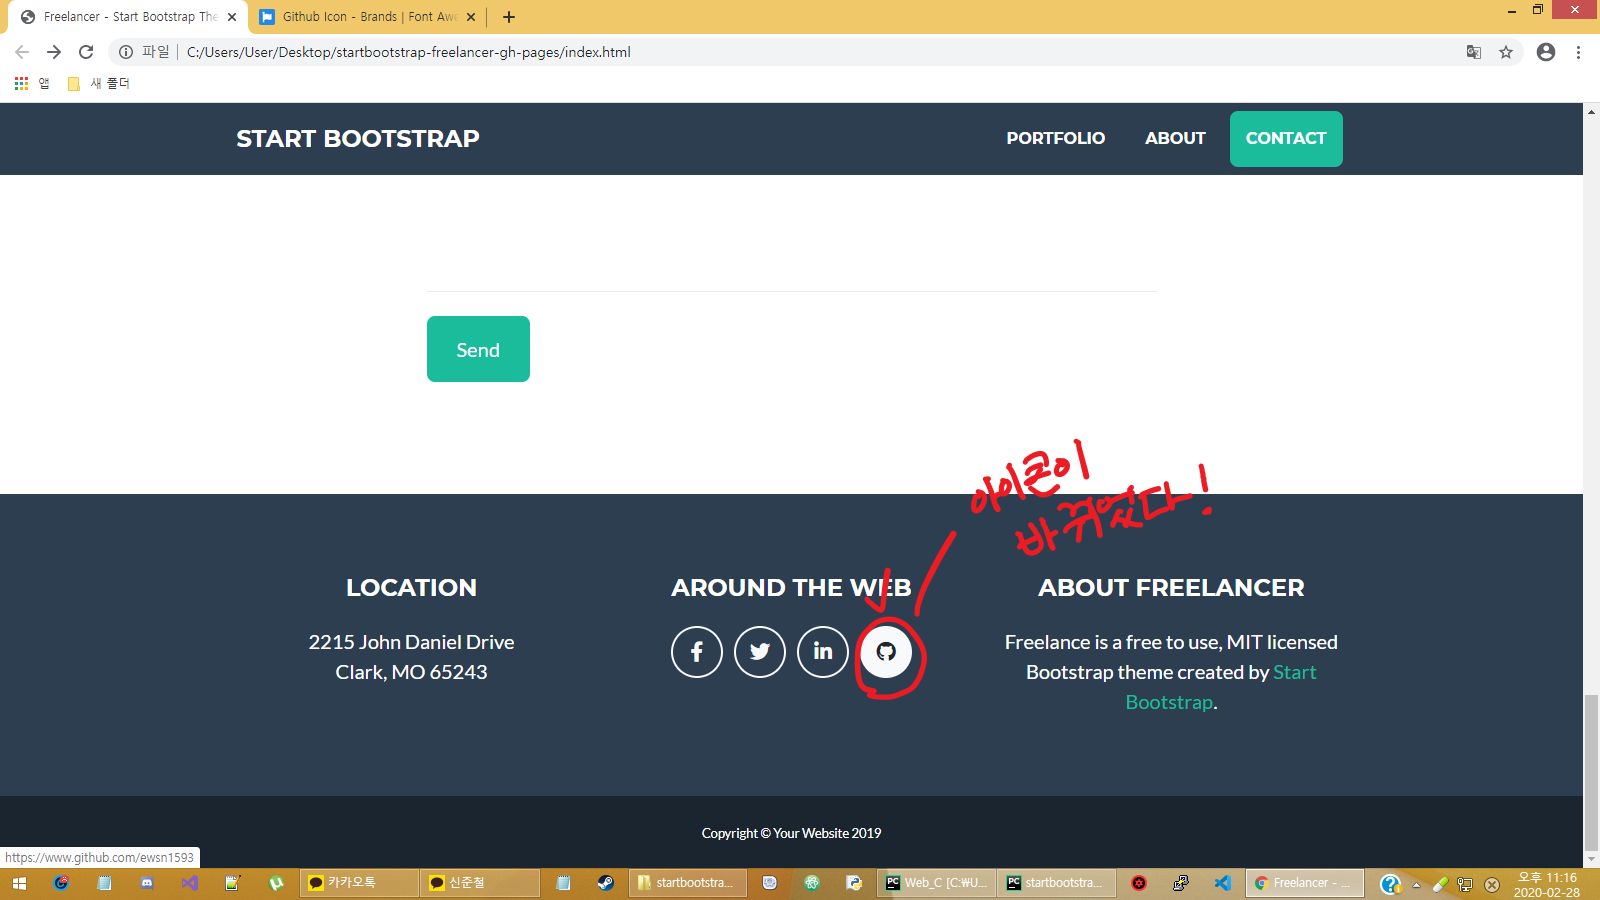 Freelancer - Start Bootstrap The
Github Icon - Brands | Font Awe
파일
C:/Users/User/Desktop/startbootstrap-freelancer-gh-pages/index.html
앱
새 폴더
START BOOTSTRAP
PORTFOLIO
ABOUT
CONTACT
Send
아이콘이
바뀌었다!
LOCATION
2215 John Daniel Drive
Clark, MO 65243
AROUND THE WEB
ABOUT FREELANCER
Freelance is a free to use, MIT licensed
Bootstrap theme created by Start
Bootstrap.
Copyright © Your Website 2019
https://www.github.com/ewsn1593
카카오톡
신준철
startbootstra...
Web_C [C:₩U...
startbootstra...
Freelancer - ...
오후 11:16
2020-02-28